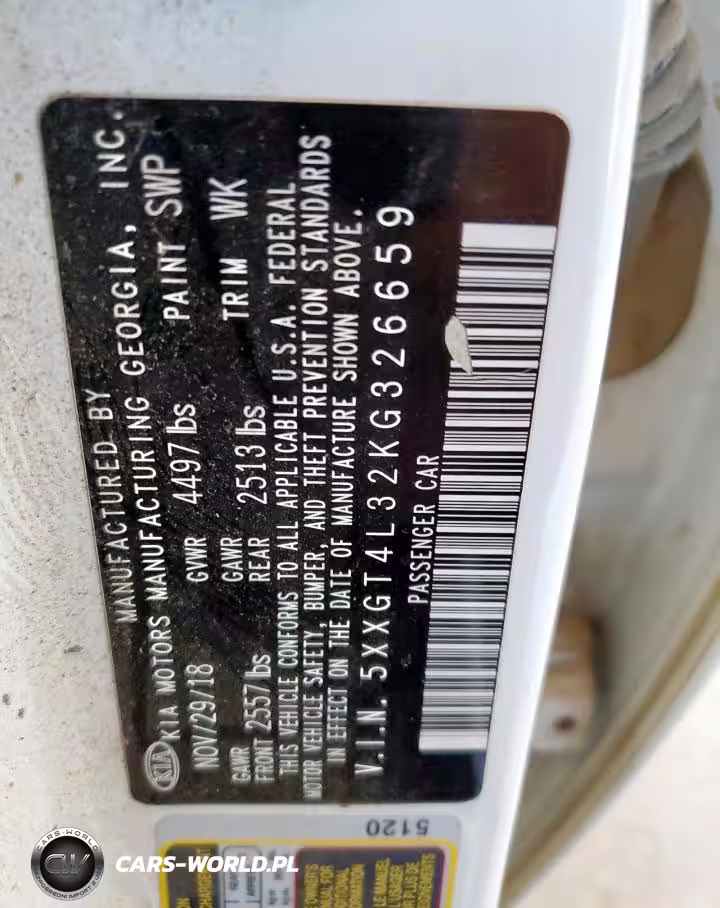 MANUFACTURED BY
KIA KIA MOTORS MANUFACTURING GEORGIA, INC.
NOV/29/18 GVWR 4497 lbs PAINT SWP
GAWR FRONT 2557 lbs GAWR REAR 2513 lbs TRIM WK
THIS VEHICLE CONFORMS TO ALL APPLICABLE U.S.A. FEDERAL
MOTOR VEHICLE SAFETY, BUMPER, AND THEFT PREVENTION STANDARDS
IN EFFECT ON THE DATE OF MANUFACTURE SHOWN ABOVE.
V.I.N. 5XXGT4L32KG326659
PASSENGER CAR
5120
CARS-WORLD
CW
CARS-WORLD.PL